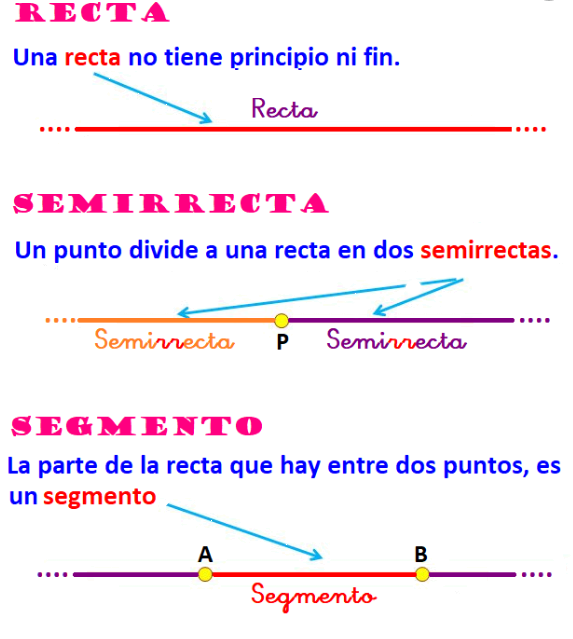 RECTA
Una recta no tiene principio ni fin.
Recta
SEMIRRECTA
Un punto divide a una recta en dos semirrectas.
Semirrecta P Semirrecta
SEGMENTO
La parte de la recta que hay entre dos puntos, es
un segmento
A B
Segmento